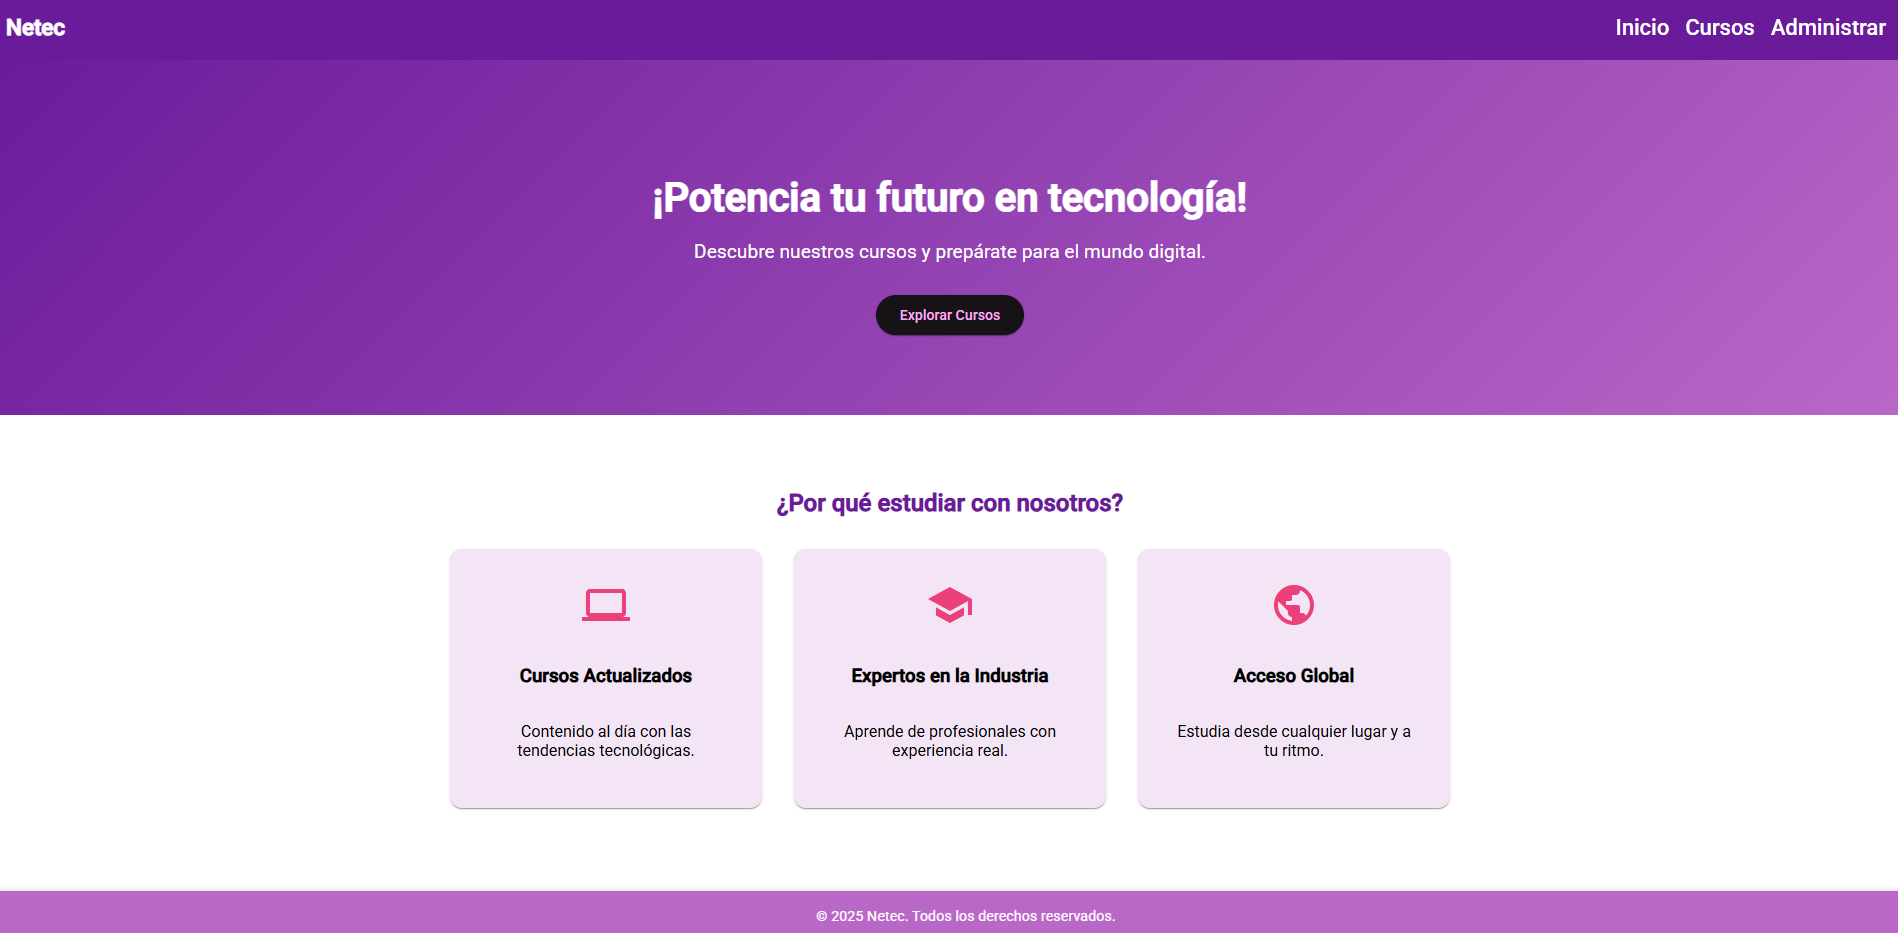 Netec
Inicio Cursos Administrar
¡Potencia tu futuro en tecnología!
Descubre nuestros cursos y prepárate para el mundo digital.
Explorar Cursos
¿Por qué estudiar con nosotros?
Cursos Actualizados
Contenido al día con las
tendencias tecnológicas.
Expertos en la Industria
Aprende de profesionales con
experiencia real.
Acceso Global
Estudia desde cualquier lugar y a
tu ritmo.
© 2025 Netec. Todos los derechos reservados.